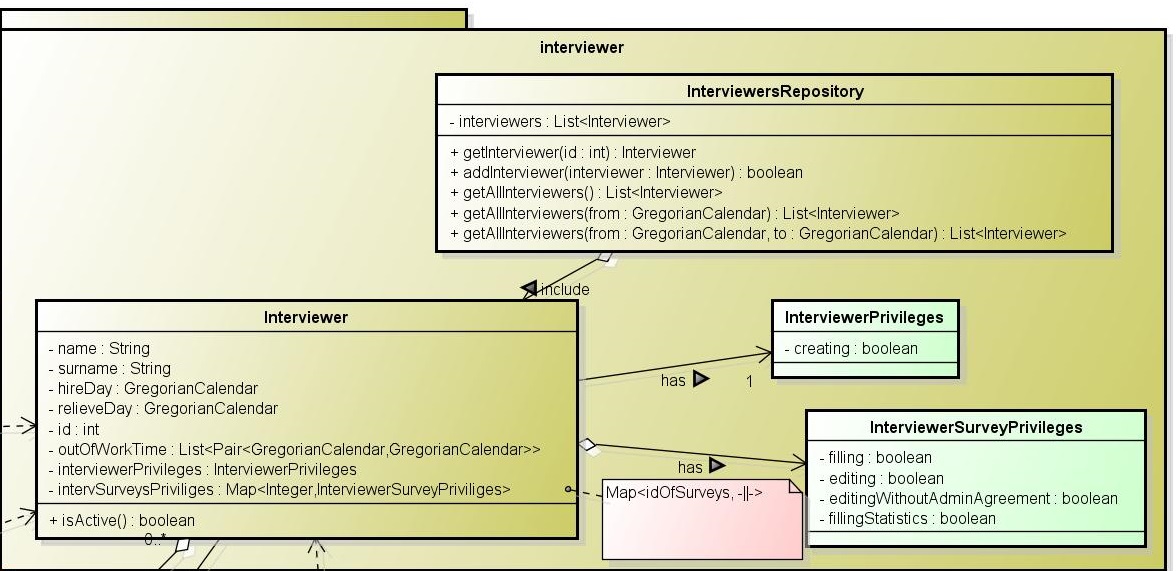 interviewer
InterviewersRepository
- interviewers : List<Interviewer>
+ getInterviewer(id : int) : Interviewer
+ addInterviewer(interviewer : Interviewer) : boolean
+ getAllInterviewers() : List<Interviewer>
+ getAllInterviewers(from : GregorianCalendar) : List<Interviewer>
+ getAllInterviewers(from : GregorianCalendar, to : GregorianCalendar) : List<Interviewer>
include
Interviewer
- name : String
- surname : String
- hireDay : GregorianCalendar
- relieveDay : GregorianCalendar
- id : int
- outOfWorkTime : List<Pair<GregorianCalendar,GregorianCalendar>>
- interviewerPrivileges : InterviewerPrivileges
- intervSurveysPriviliges : Map<Integer,InterviewerSurveyPriviliges>
+ isActive() : boolean
0..*
InterviewerPrivileges
- creating : boolean
has
1
InterviewerSurveyPrivileges
- filling : boolean
- editing : boolean
- editingWithoutAdminAgreement : boolean
- fillingStatistics : boolean
has
Map<idOfSurveys, -||->